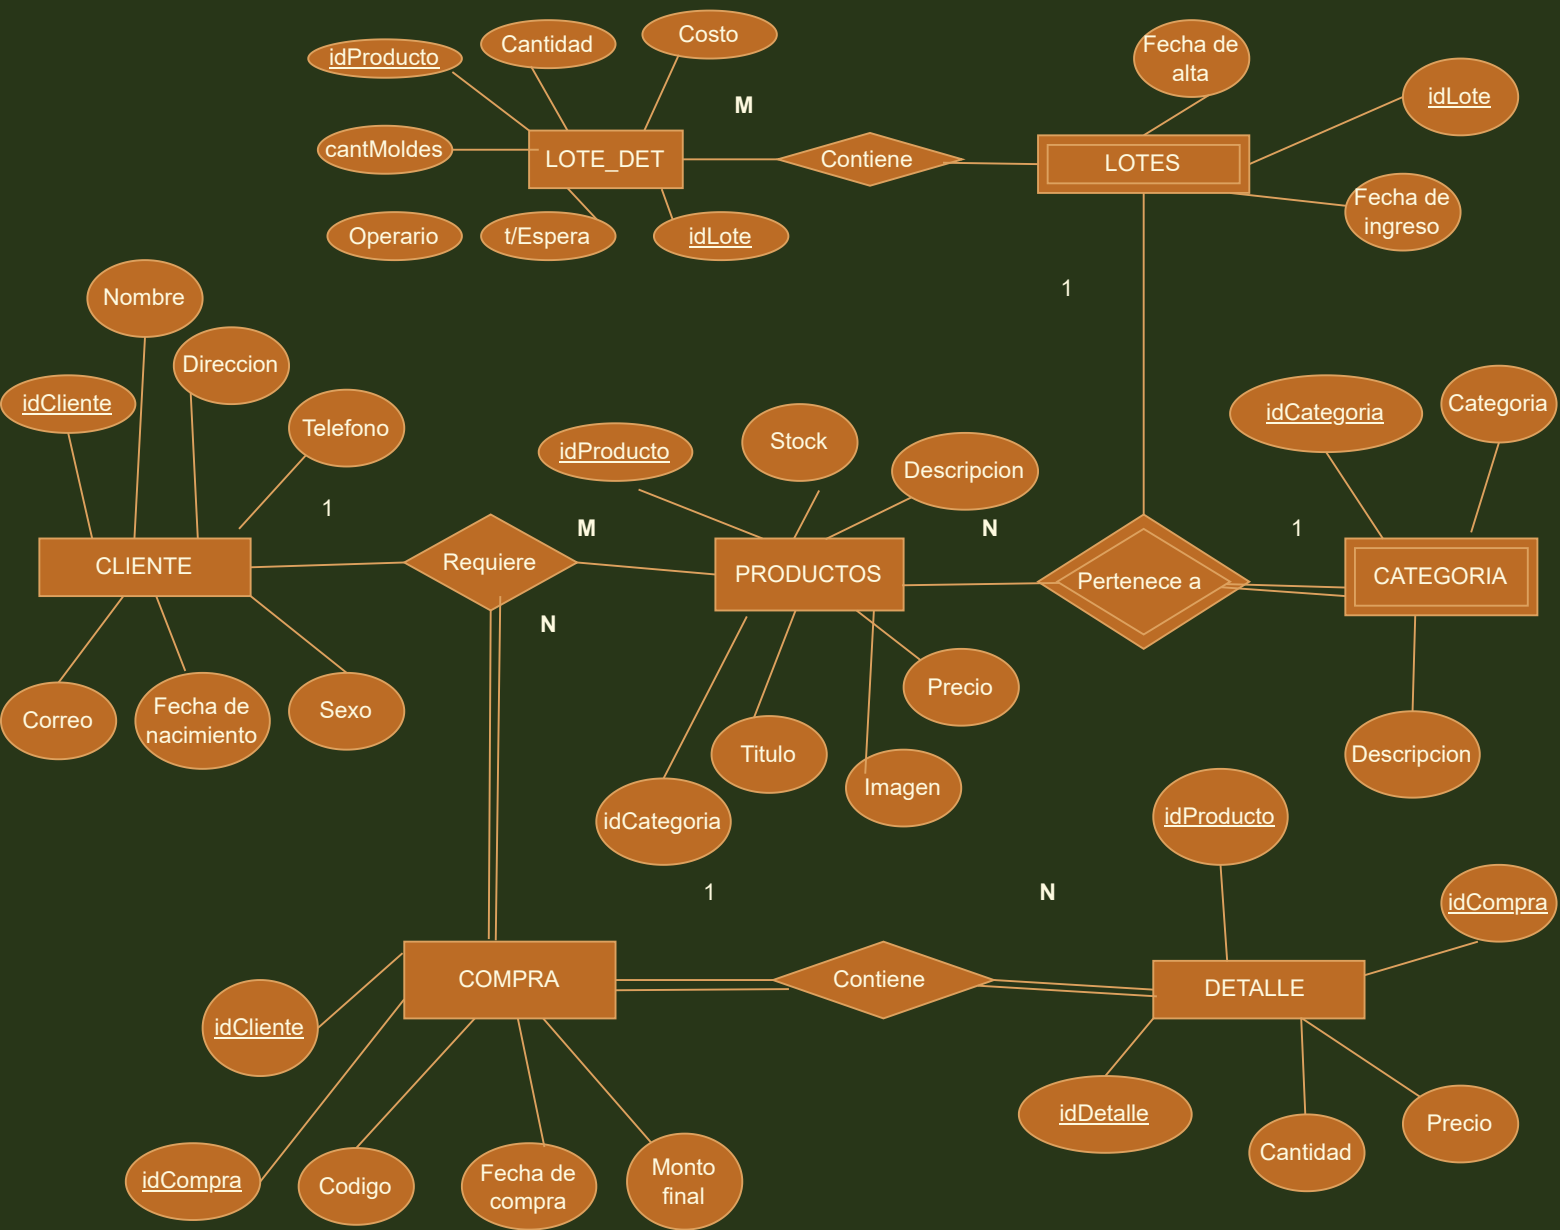 idProducto
Cantidad
Costo
Fecha de
alta
idLote
M
cantMoldes
LOTE_DET
Contiene
LOTES
Fecha de
ingreso
Operario
t/Espera
idLote
1
Nombre
Direccion
idCliente
Telefono
1
CLIENTE
Requiere
M
N
Correo
Fecha de
nacimiento
Sexo
idProducto
Stock
Descripcion
PRODUCTOS
N
Precio
Titulo
Imagen
idCategoria
Pertenece a
1
idCategoria
Categoria
CATEGORIA
Descripcion
idProducto
1
N
idCompra
COMPRA
Contiene
DETALLE
idCliente
idCompra
Codigo
Fecha de
compra
Monto
final
idDetalle
Cantidad
Precio